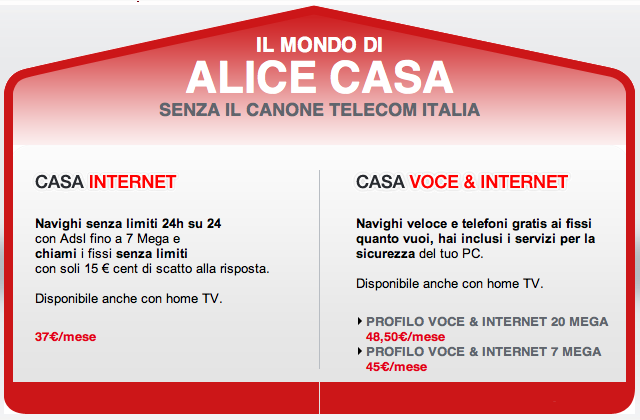 IL MONDO DI
ALICE CASA
SENZA IL CANONE TELECOM ITALIA
CASA INTERNET
Navighi senza limiti 24h su 24
con Adsl fino a 7 Mega e
chiami i fissi senza limiti
con soli 15 € cent di scatto alla risposta.
Disponibile anche con home TV.
37€/mese
CASA VOCE & INTERNET
Navighi veloce e telefoni gratis ai fissi
quanto vuoi, hai inclusi i servizi per la
sicurezza del tuo PC.
Disponibile anche con home TV.
PROFILO VOCE & INTERNET 20 MEGA
48,50€/mese
PROFILO VOCE & INTERNET 7 MEGA
45€/mese